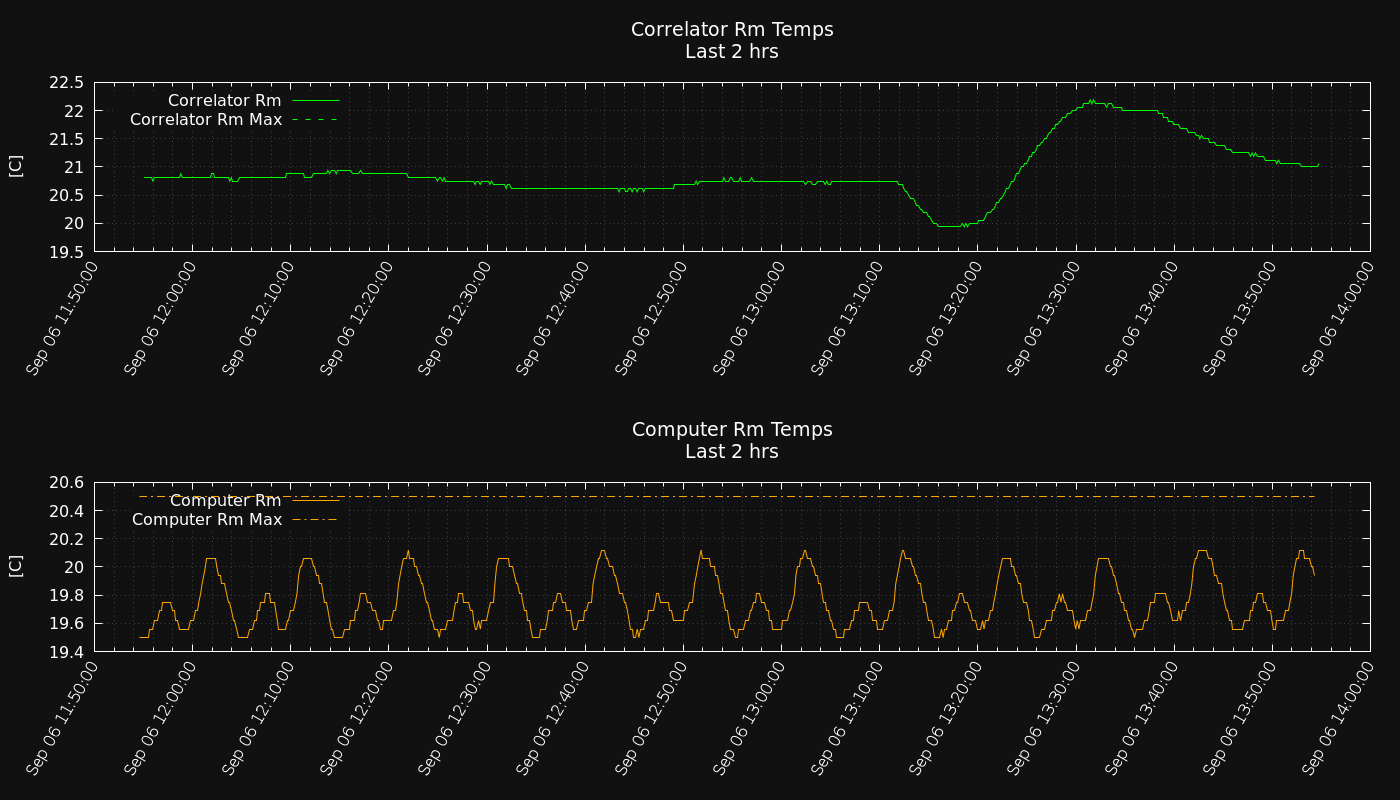 Correlator Rm Temps
Last 2 hrs
22.5
22
21.5
21
20.5
20
19.5
[C]
Correlator Rm
Correlator Rm Max
Sep 06 11:50:00
Sep 06 12:00:00
Sep 06 12:10:00
Sep 06 12:20:00
Sep 06 12:30:00
Sep 06 12:40:00
Sep 06 12:50:00
Sep 06 13:00:00
Sep 06 13:10:00
Sep 06 13:20:00
Sep 06 13:30:00
Sep 06 13:40:00
Sep 06 13:50:00
Sep 06 14:00:00
Computer Rm Temps
Last 2 hrs
20.6
20.4
20.2
20
19.8
19.6
19.4
[C]
Computer Rm
Computer Rm Max
Sep 06 11:50:00
Sep 06 12:00:00
Sep 06 12:10:00
Sep 06 12:20:00
Sep 06 12:30:00
Sep 06 12:40:00
Sep 06 12:50:00
Sep 06 13:00:00
Sep 06 13:10:00
Sep 06 13:20:00
Sep 06 13:30:00
Sep 06 13:40:00
Sep 06 13:50:00
Sep 06 14:00:00